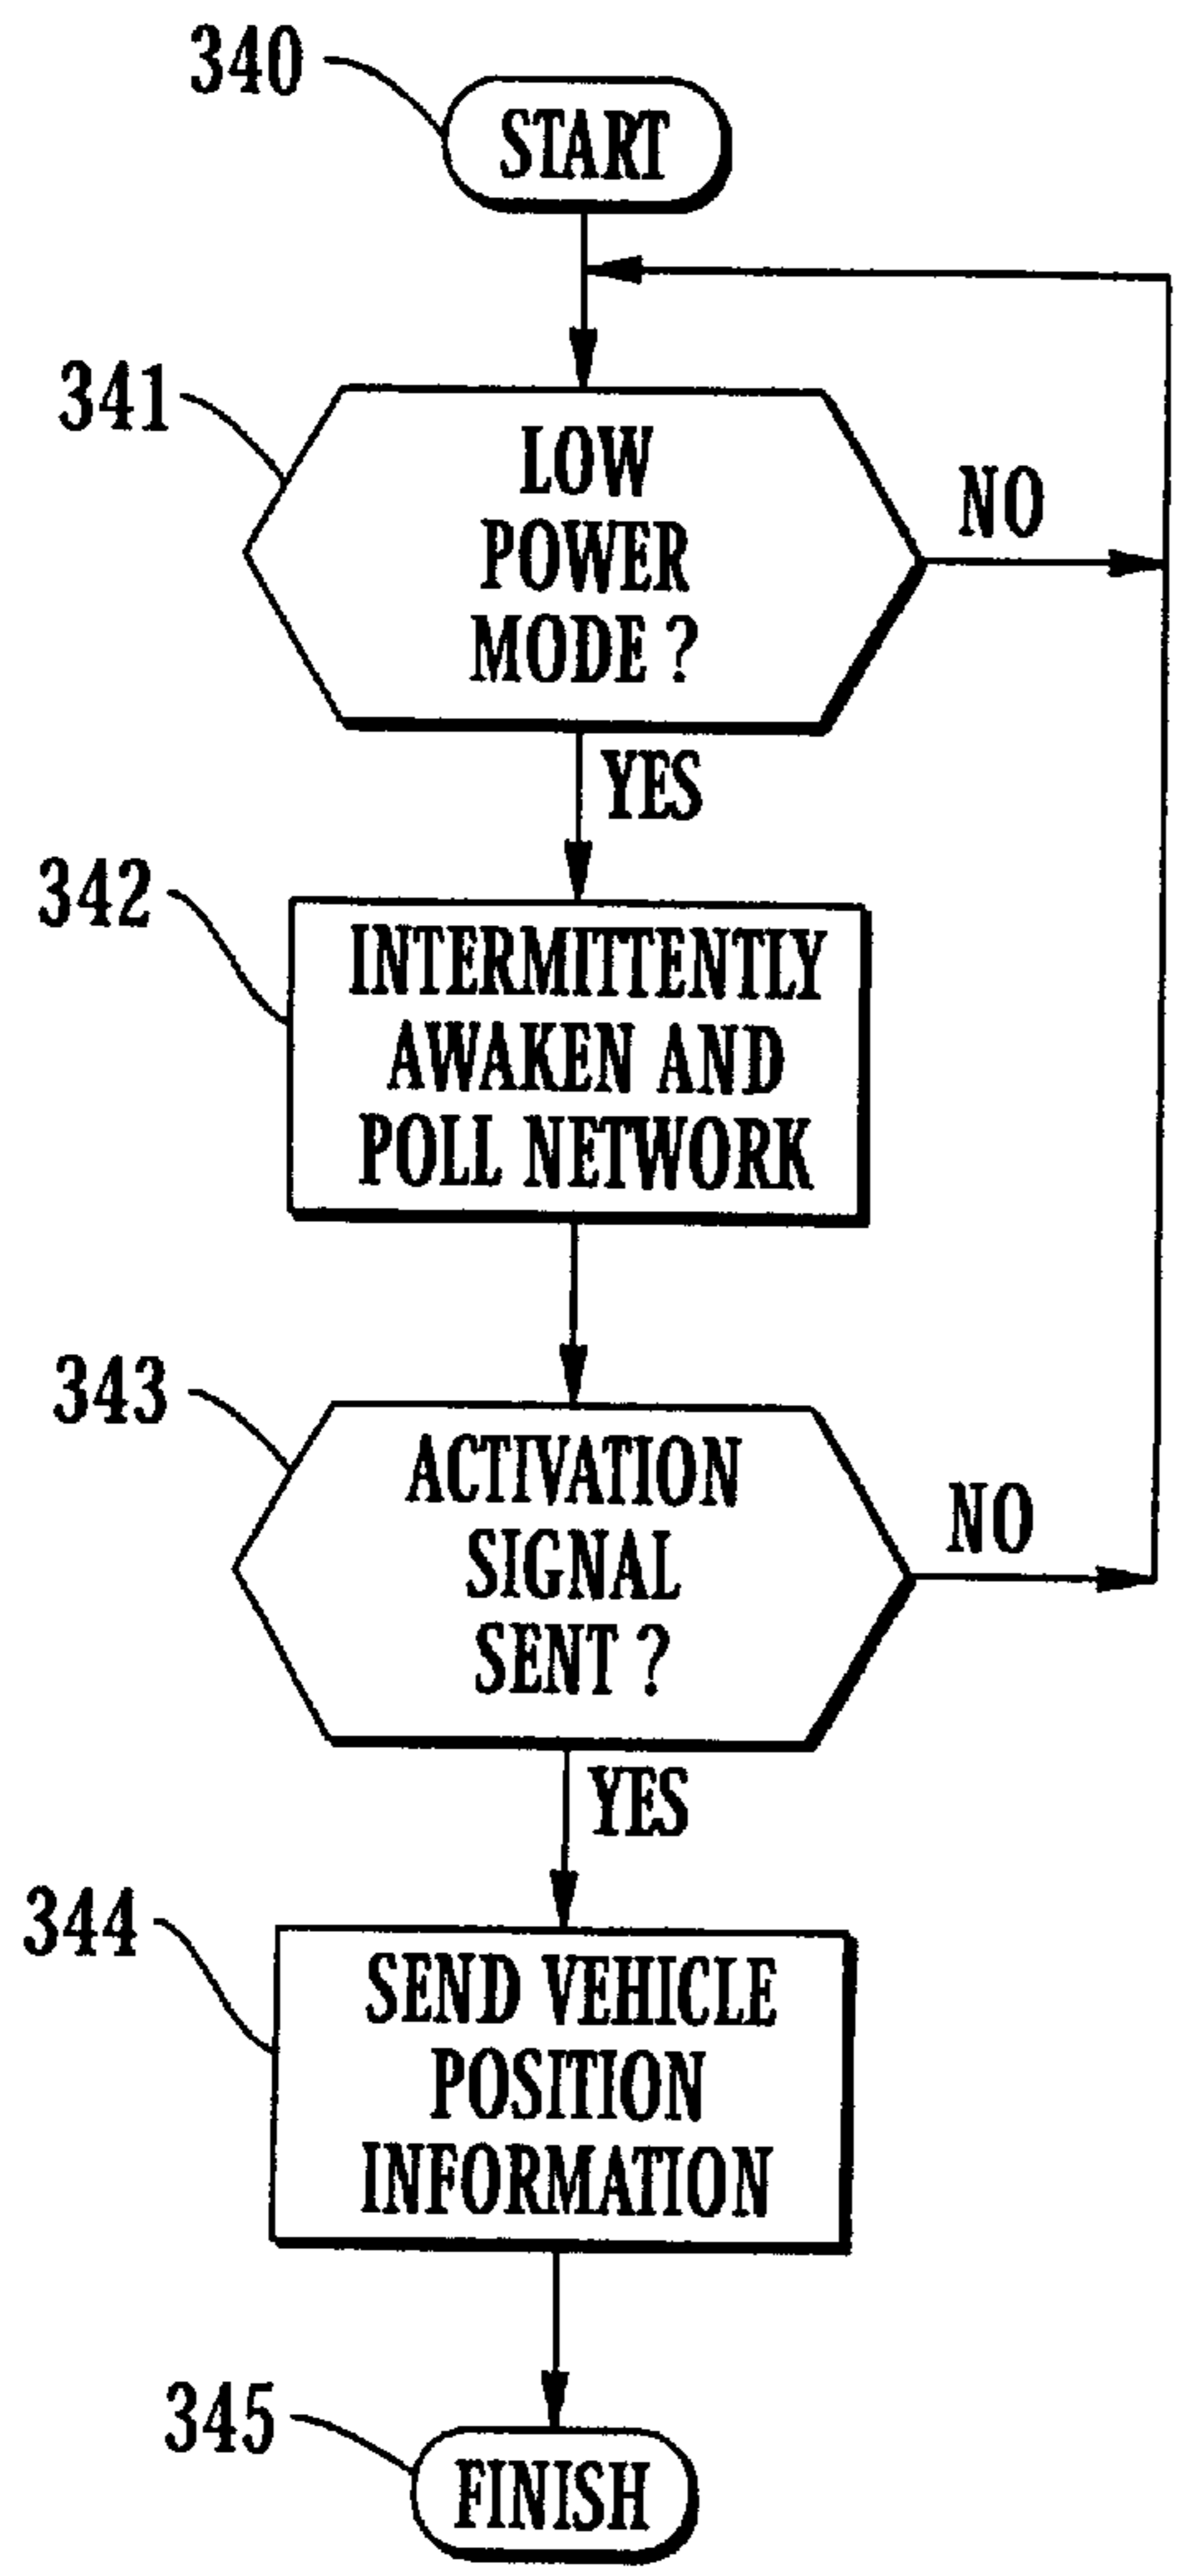 340
START
341
LOW
POWER
MODE ?
NO
YES
342
INTERMITTENTLY
AWAKEN AND
POLL NETWORK
343
ACTIVATION
SIGNAL
SENT ?
NO
YES
344
SEND VEHICLE
POSITION
INFORMATION
345
FINISH